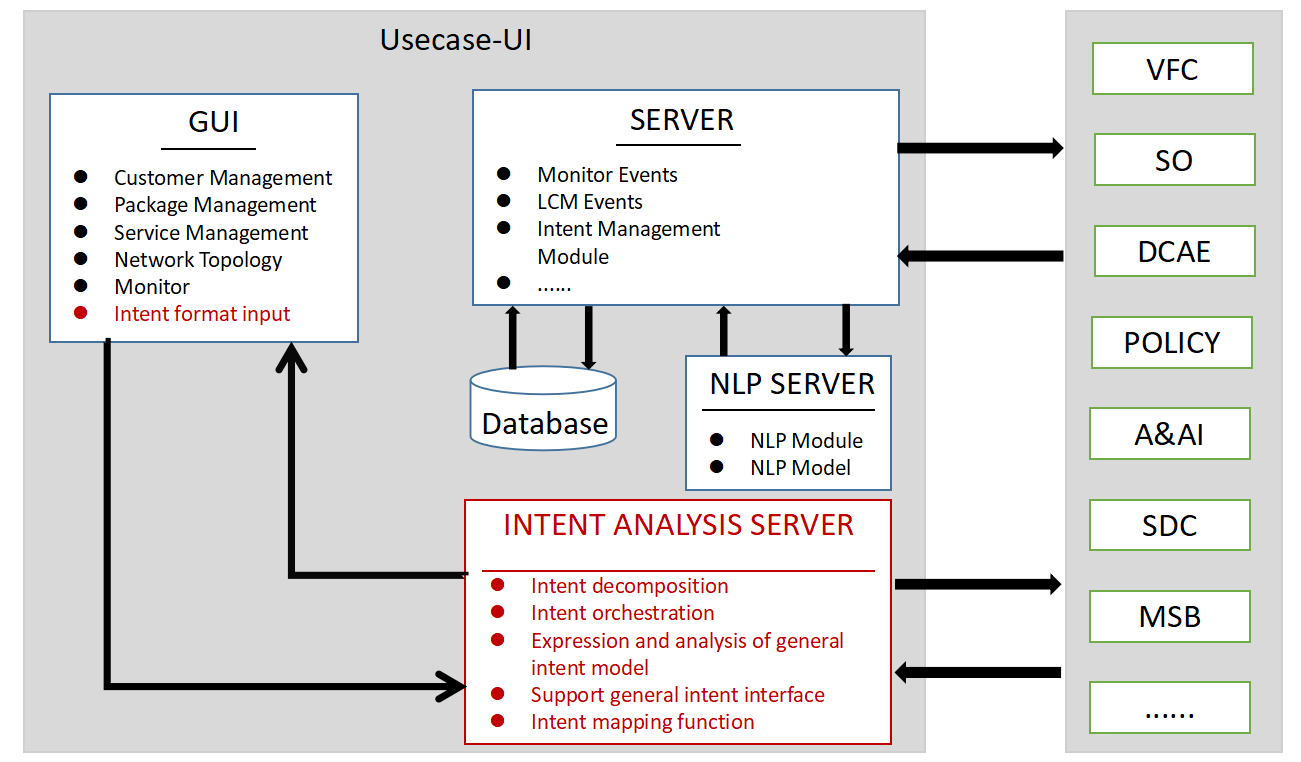 Usecase-UI
GUI
Customer Management
Package Management
Service Management
Network Topology
Monitor
Intent format input
SERVER
Monitor Events
LCM Events
Intent Management
Module
......
Database
NLP SERVER
NLP Module
NLP Model
INTENT ANALYSIS SERVER
Intent decomposition
Intent orchestration
Expression and analysis of general
intent model
Support general intent interface
Intent mapping function
VFC
SO
DCAE
POLICY
A&AI
SDC
MSB
......